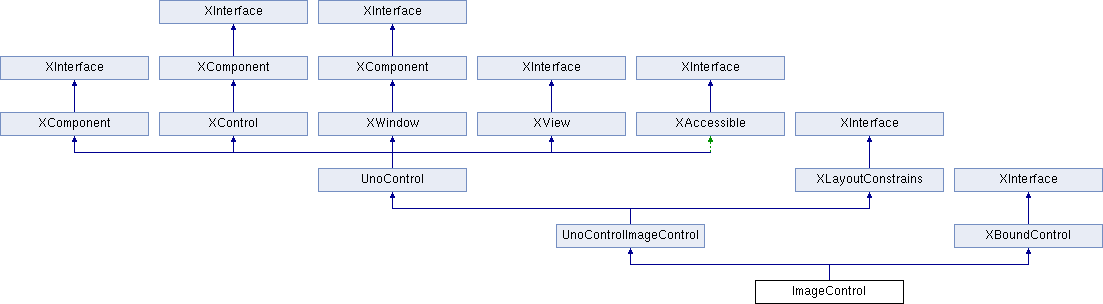 XInterface XInterface
XInterface XComponent XComponent XInterface XInterface
XComponent XControl XWindow XView XAccessible XInterface
UnoControl XLayoutConstrains XInterface
UnoControlImageControl XBoundControl
ImageControl